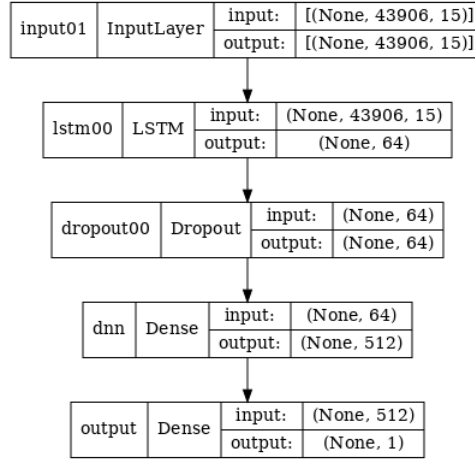 input01 InputLayer input: [(None, 43906, 15)]
output: [(None, 43906, 15)]
lstm00 LSTM input: (None, 43906, 15)
output: (None, 64)
dropout00 Dropout input: (None, 64)
output: (None, 64)
dnn Dense input: (None, 64)
output: (None, 512)
output Dense input: (None, 512)
output: (None, 1)